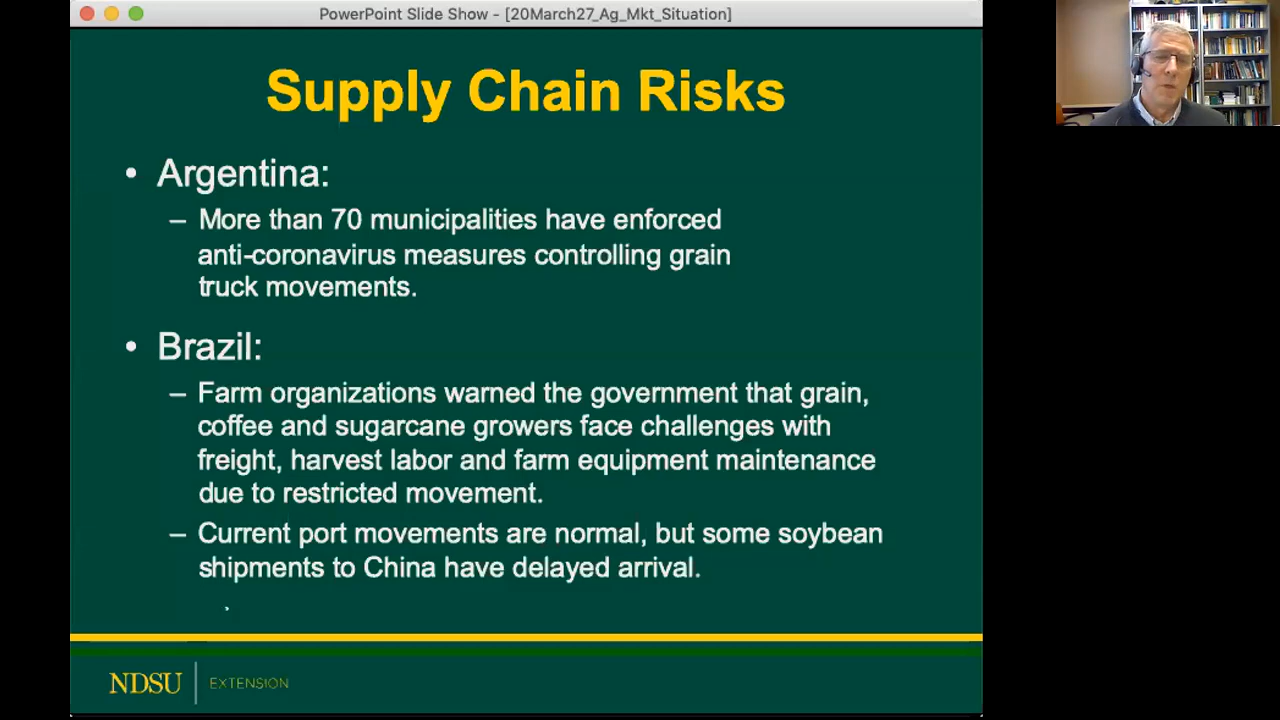 PowerPoint Slide Show - [20March27_Ag_Mkt_Situation]
Supply Chain Risks
• Argentina:
– More than 70 municipalities have enforced
anti-coronavirus measures controlling grain
truck movements.
• Brazil:
– Farm organizations warned the government that grain,
coffee and sugarcane growers face challenges with
freight, harvest labor and farm equipment maintenance
due to restricted movement.
– Current port movements are normal, but some soybean
shipments to China have delayed arrival.
NDSU EXTENSION